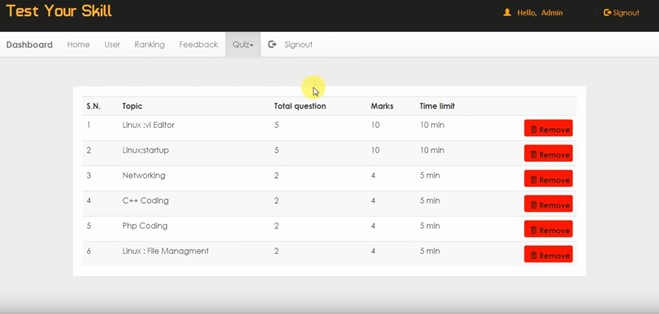 Test Your Skill
Hello, Admin Signout
Dashboard Home User Ranking Feedback Quiz Signout
S.N. Topic Total question Marks Time limit
1 Linux :vi Editor 5 10 10 min Remove
2 Linux:startup 5 10 10 min Remove
3 Networking 2 4 5 min Remove
4 C++ Coding 2 4 5 min Remove
5 Php Coding 2 4 5 min Remove
6 Linux : File Managment 2 4 5 min Remove